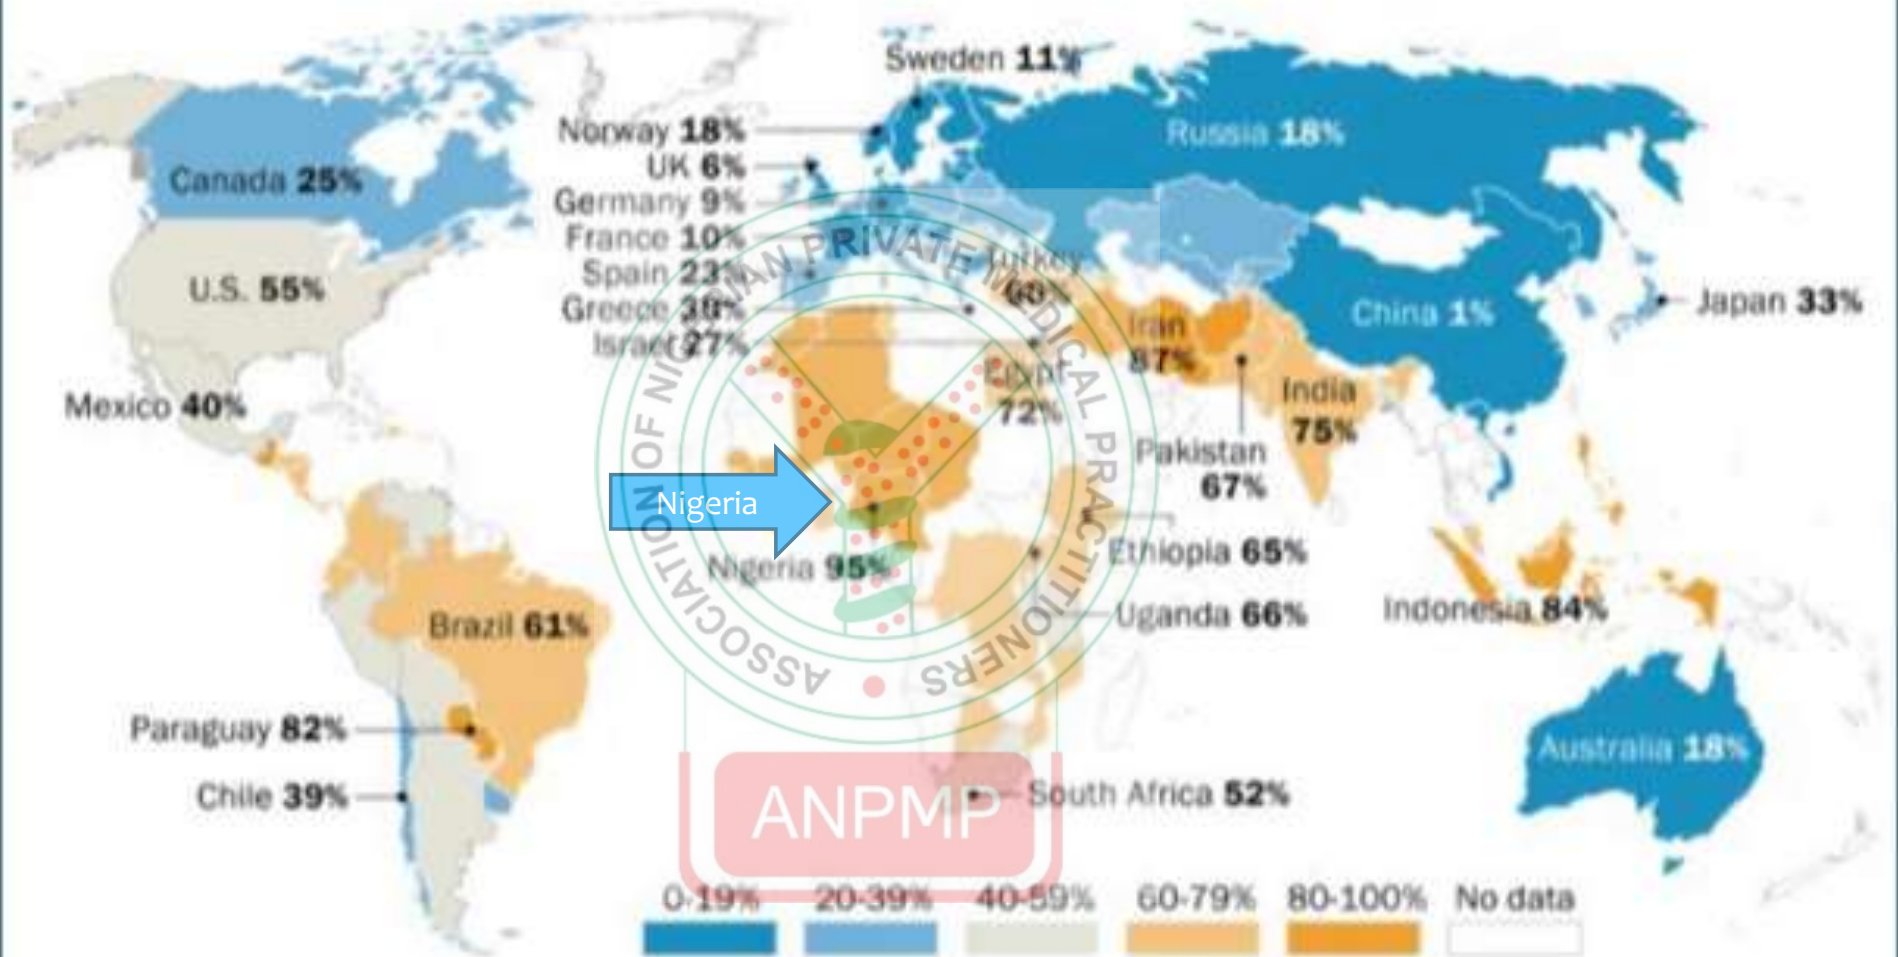 Sweden 11%
Norway 18%
UK 6%
Germany 9%
France 10%
Spain 23%
Greece
Israel 27%
Russia 18%
Canada 25%
U.S. 55%
Mexico 40%
Turkey
Iran
87%
Egypt
72%
China 1%
Japan 33%
India
75%
Pakistan
67%
Nigeria
Nigeria 95%
Ethiopia 65%
Uganda 66%
Indonesia 84%
Brazil 61%
Paraguay 82%
Chile 39%
South Africa 52%
Australia 18%
ASSOCIATION OF NIGERIAN PRIVATE MEDICAL PRACTITIONERS
ANPMP
0-19% 20-39% 40-59% 60-79% 80-100% No data